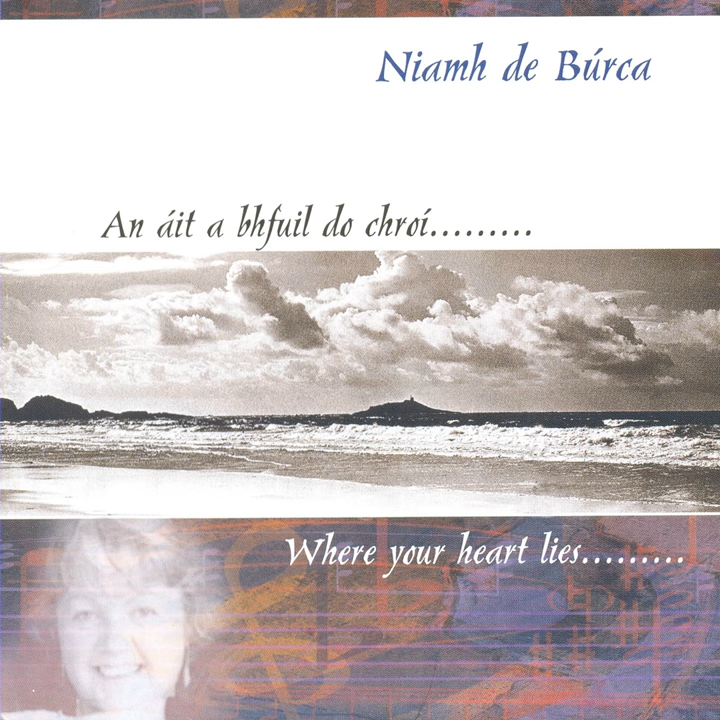 Niamh de Búrca
An áit a bhfuil do chroí.........
Where your heart lies.........